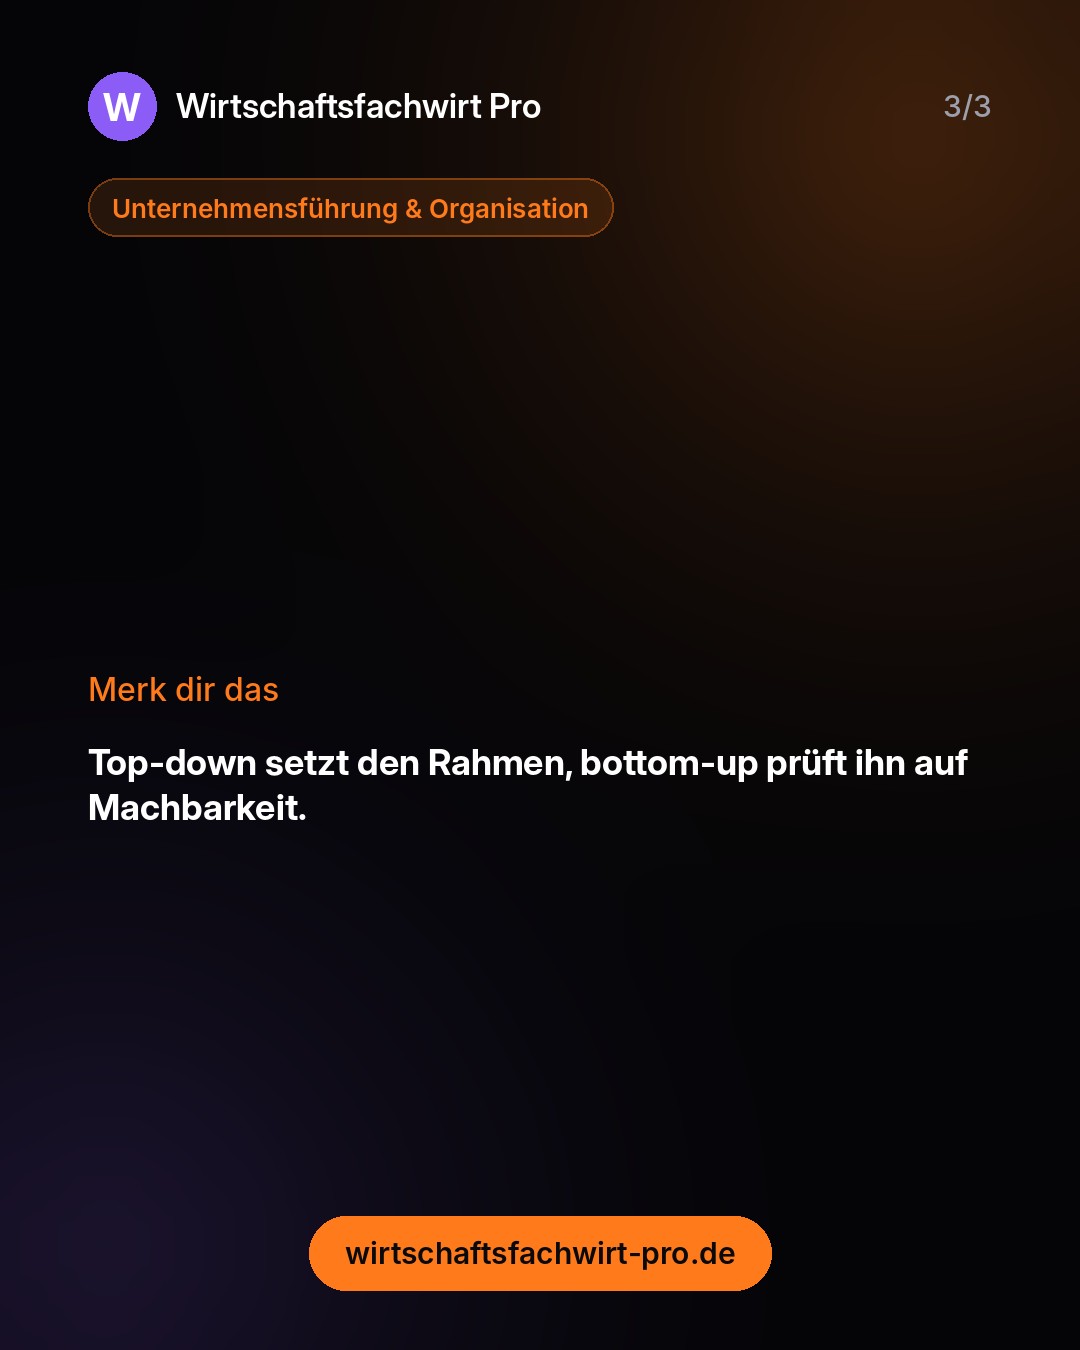 W Wirtschaftsfachwirt Pro 3/3
Unternehmensführung & Organisation
Merk dir das
Top-down setzt den Rahmen, bottom-up prüft ihn auf
Machbarkeit.
wirtschaftsfachwirt-pro.de